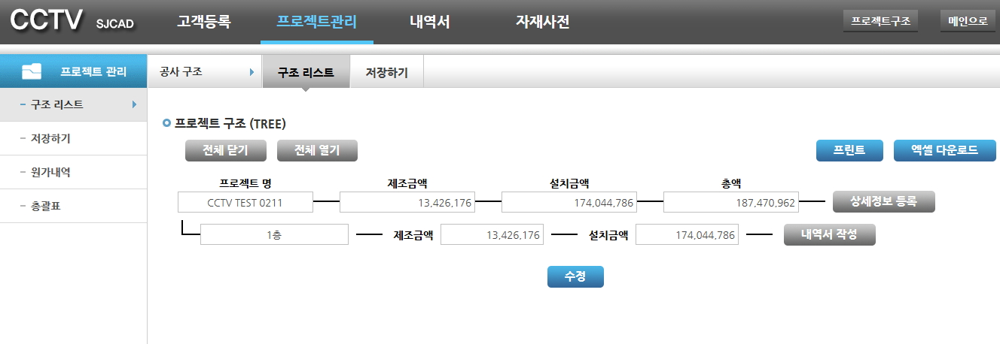 CCTV SJCAD 고객등록 프로젝트관리 내역서 자재사전 프로젝트구조 메인으로
프로젝트 관리 공사 구조 구조 리스트 저장하기
- 구조 리스트
- 저장하기
- 원가내역
- 총괄표
프로젝트 구조 (TREE)
전체 닫기 전체 열기 프린트 엑셀 다운로드
프로젝트 명 제조금액 설치금액 총액
CCTV TEST 0211 13,426,176 174,044,786 187,470,962 상세정보 등록
1층 제조금액 13,426,176 설치금액 174,044,786 내역서 작성
수정